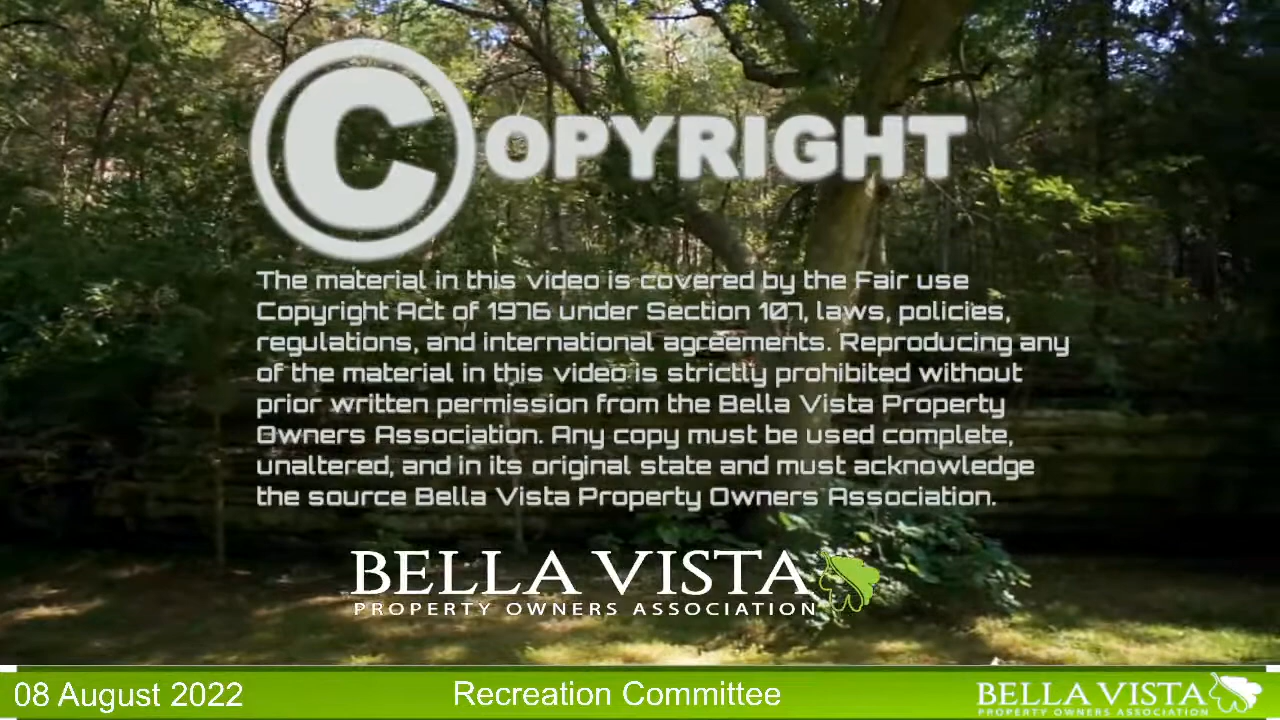 © COPYRIGHT
The material in this video is covered by the Fair use
Copyright Act of 1976 under Section 107, laws, policies,
regulations, and international agreements. Reproducing any
of the material in this video is strictly prohibited without
prior written permission from the Bella Vista Property
Owners Association. Any copy must be used complete,
unaltered, and in its original state and must acknowledge
the source Bella Vista Property Owners Association.
BELLA VISTA
PROPERTY OWNERS ASSOCIATION
08 August 2022
Recreation Committee
BELLA VISTA
PROPERTY OWNERS ASSOCIATION